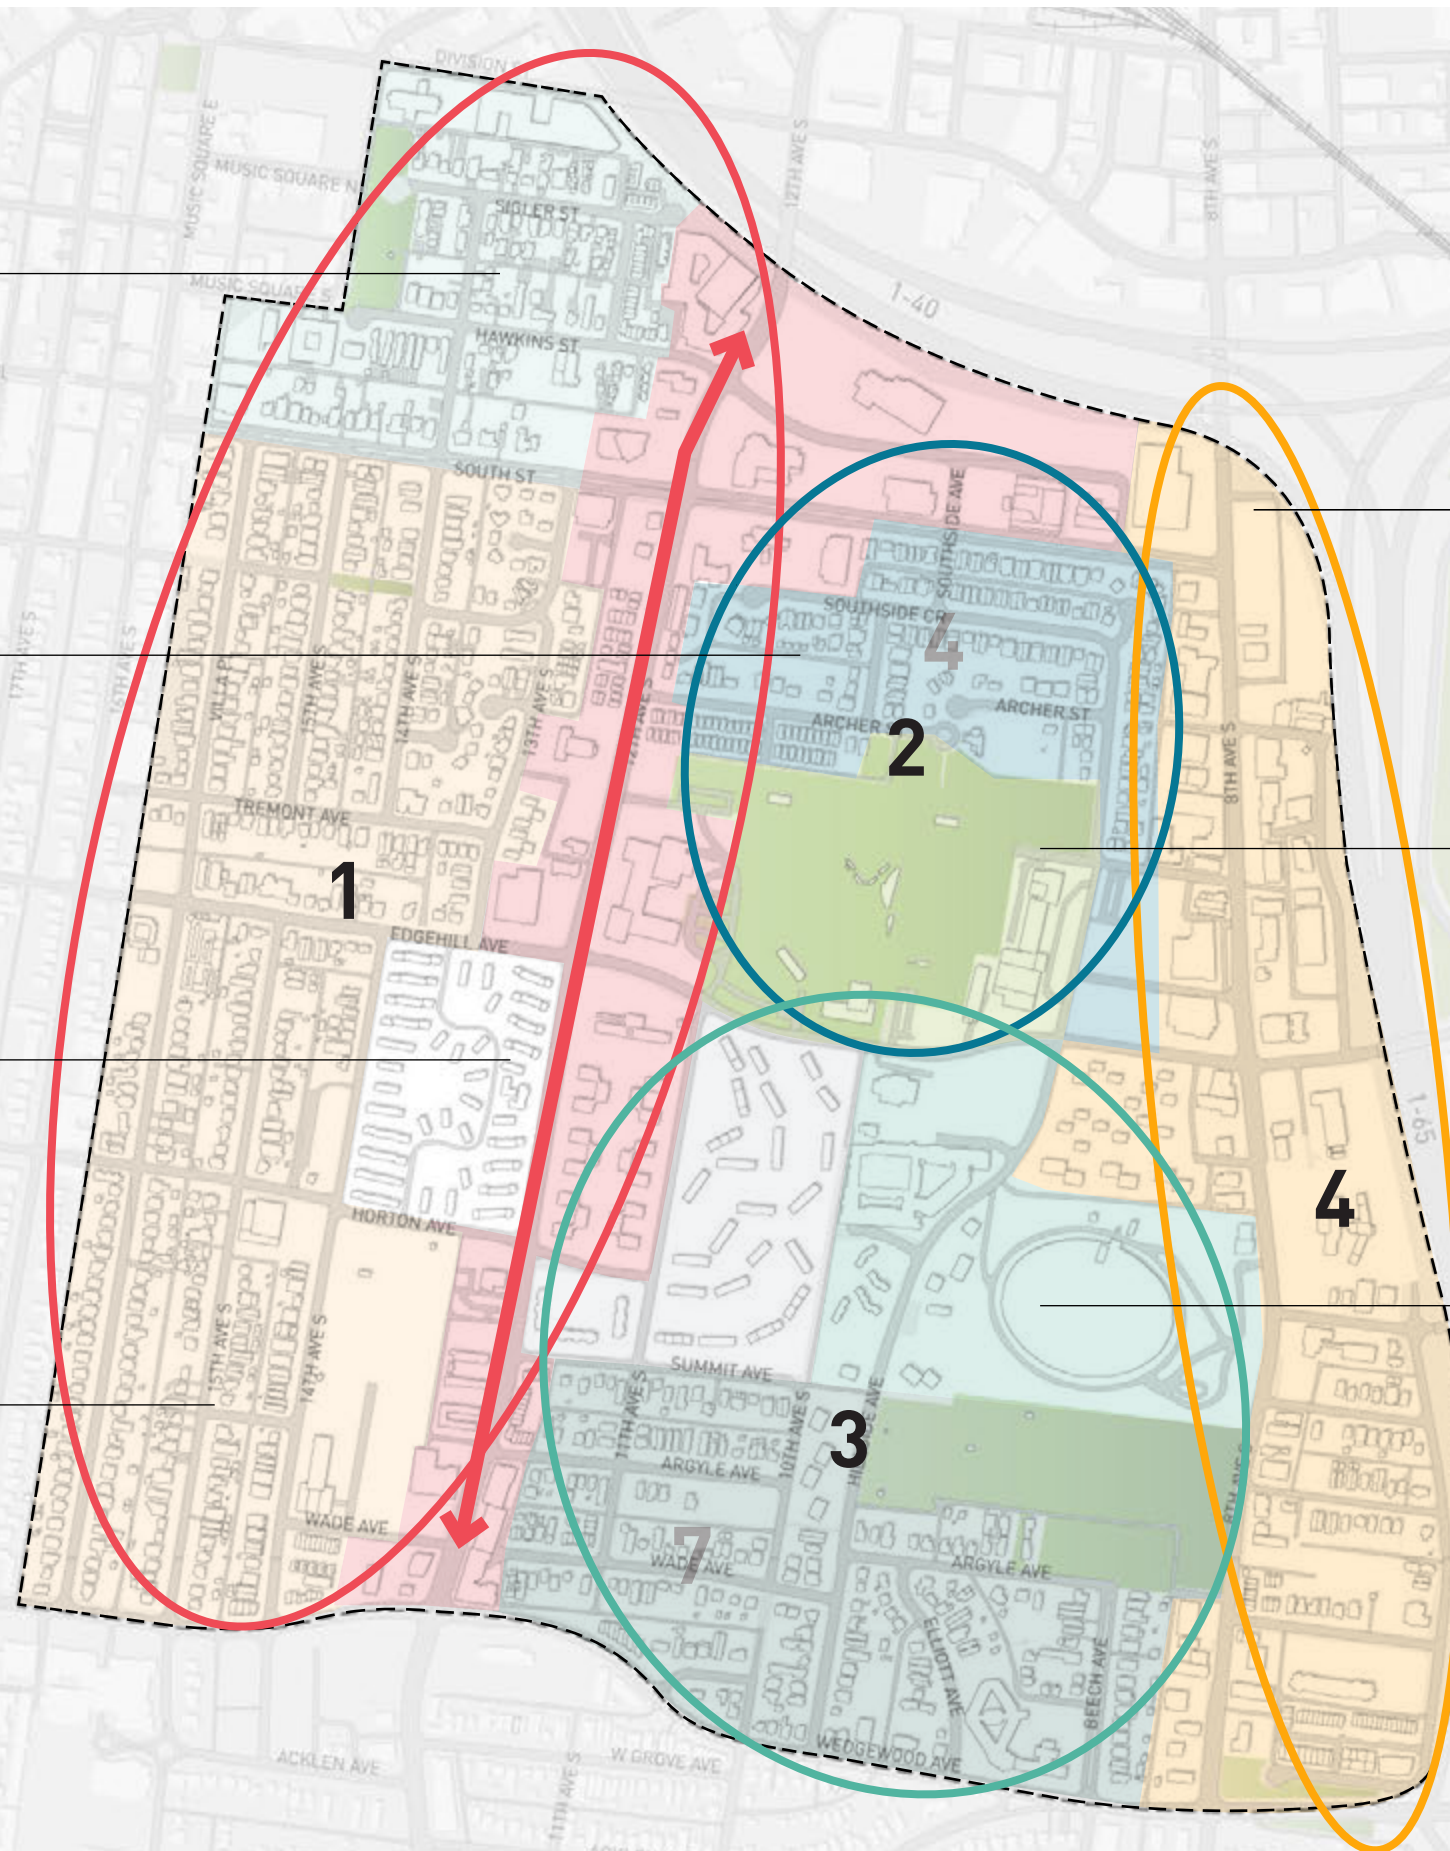 DIVISION S
MUSIC SQUARE E
12TH AVE S
8TH AVE S
MUSIC SQUARE N
SIGLER ST
MUSIC SQUARE S
I-40
HAWKINS ST
SOUTH ST
SOUTHSIDE AVE
SOUTHSIDE
4
17TH AVE S
16TH AVE S
VILLA PL
15TH AVE S
14TH AVE S
13TH AVE S
12TH AVE S
ARCHER
ARCHER ST
2
8TH AVE S
TREMONT AVE
1
EDGEHILL AVE
I-65
4
HORTON AVE
15TH AVE S
14TH AVE S
SUMMIT AVE
11TH AVE S
10TH AVE S
3
8TH AVE S
ARGYLE AVE
WADE AVE
7
WADE AVE
ARGYLE AVE
ELLIOTT AVE
BEECH AVE
WEDGEWOOD AVE
ACKLEN AVE
11TH AVE S
W GROVE AVE